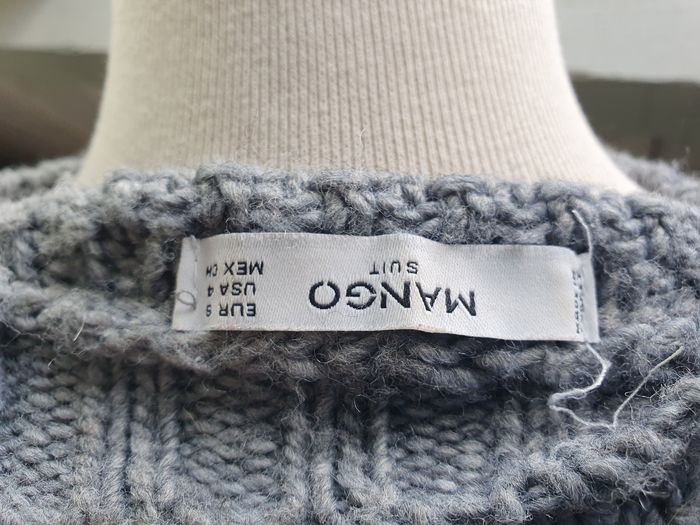 MANGO
SUIT
EUR S
USA 4
MEX CH